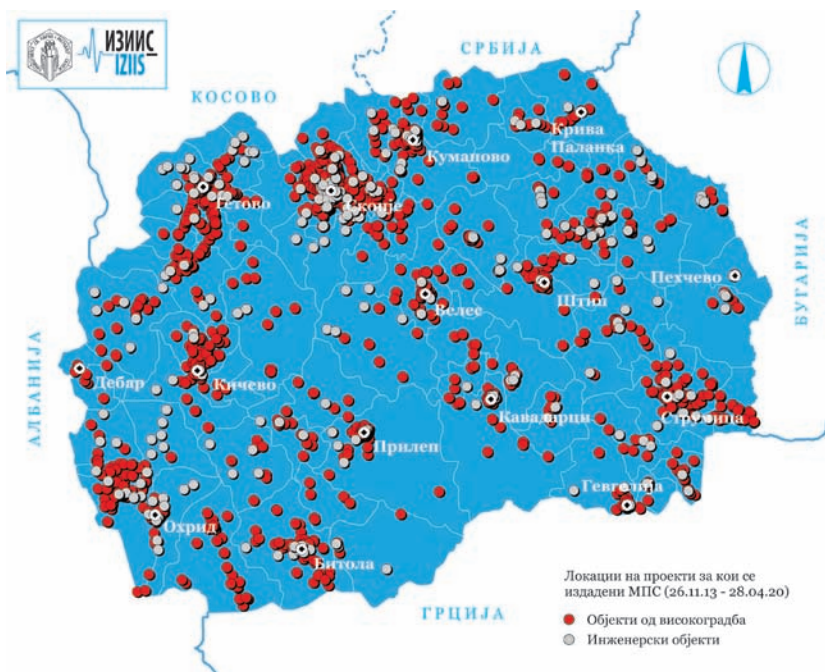 ИЗИИС
IZIIS
СРБИЈА
КОСОВО
Крива
Паланка
Куманово
Тетово
Скопје
Пехчево
БУГАРИЈА
Штип
Велес
АЛБАНИЈА
Дебар
Кичево
Кавадарци
Струмица
Прилеп
Гевгелија
Охрид
Битола
ГРЦИЈА
Локации на проекти за кои се
издадени МПС (26.11.13 - 28.04.20)
Објекти од високоградба
Инженерски објекти